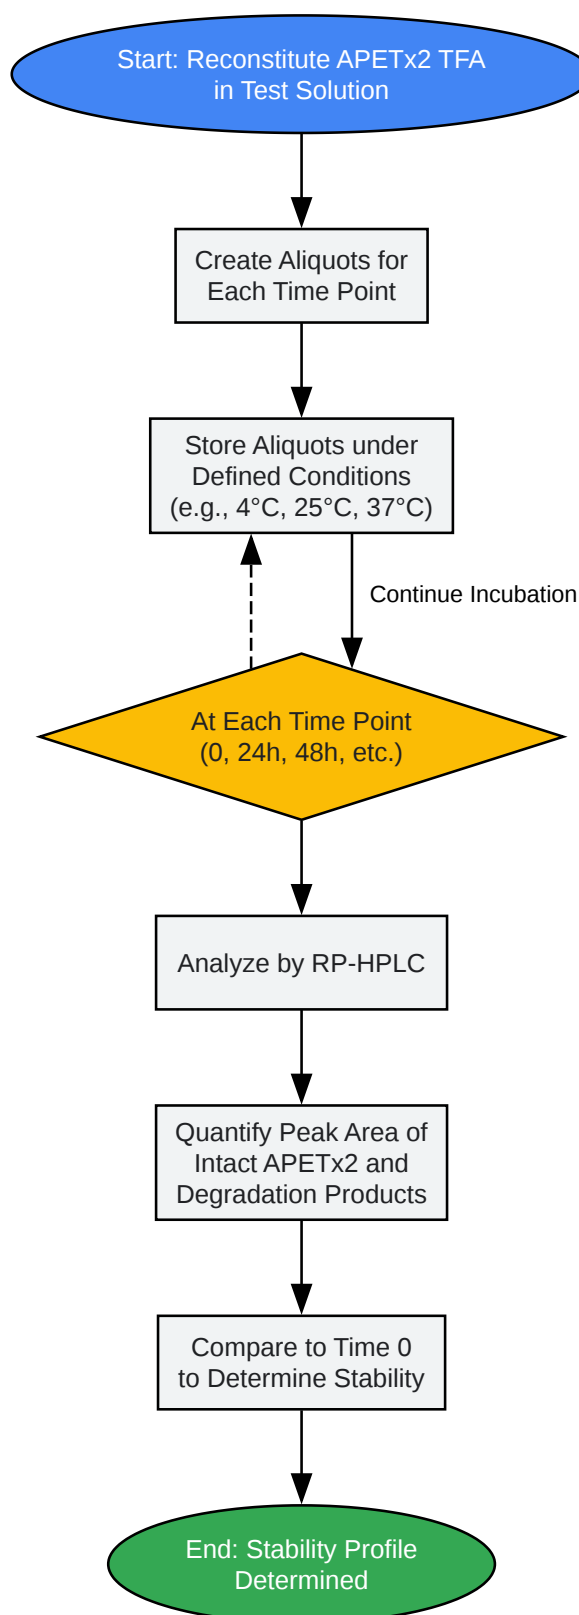 Start: Reconstitute APETx2 TFA
in Test Solution
Create Aliquots for
Each Time Point
Store Aliquots under
Defined Conditions
(e.g., 4°C, 25°C, 37°C)
Continue Incubation
At Each Time Point
(0, 24h, 48h, etc.)
Analyze by RP-HPLC
Quantify Peak Area of
Intact APETx2 and
Degradation Products
Compare to Time 0
to Determine Stability
End: Stability Profile
Determined